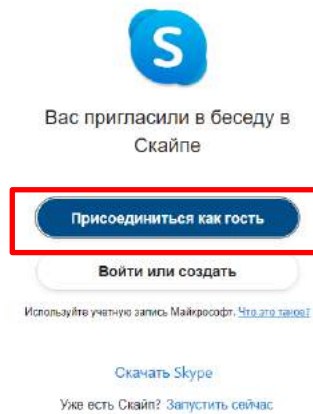 S
Вас пригласили в беседу в
Скайпе
Присоединиться как гость
Войти или создать
Используйте учетную запись Майкрософт. Что это такое?
Скачать Skype
Уже есть Скайп? Запустить сейчас